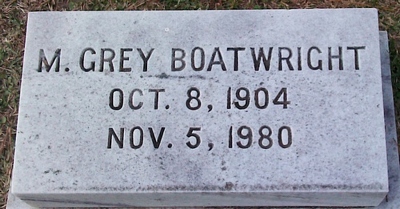 M. GREY BOATWRIGHT
OCT. 8, 1904
NOV. 5, 1980